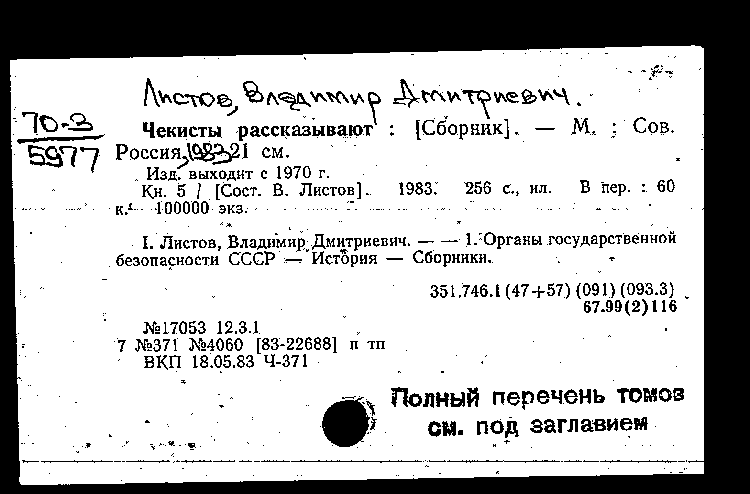 Листов, Владимир Дмитриевич.
70-3
5977
Чекисты рассказывают : [Сборник]. — М. : Сов.
Россия, 1983 21 см.
Изд. выходит с 1970 г.
Кн. 5 / [Сост. В. Листов]. 1983. 256 с., ил. В пер. : 60
к. 100000 экз.
I. Листов, Владимир Дмитриевич. — — 1. Органы государственной
безопасности СССР — История — Сборники.
351.746.1 (47+57) (091) (093.3)
67.99(2)116
№17053 12.3.1
7 №371 №4060 [83-22688] п тп
ВКП 18.05.83 Ч-371
Полный перечень томов
см. под заглавием